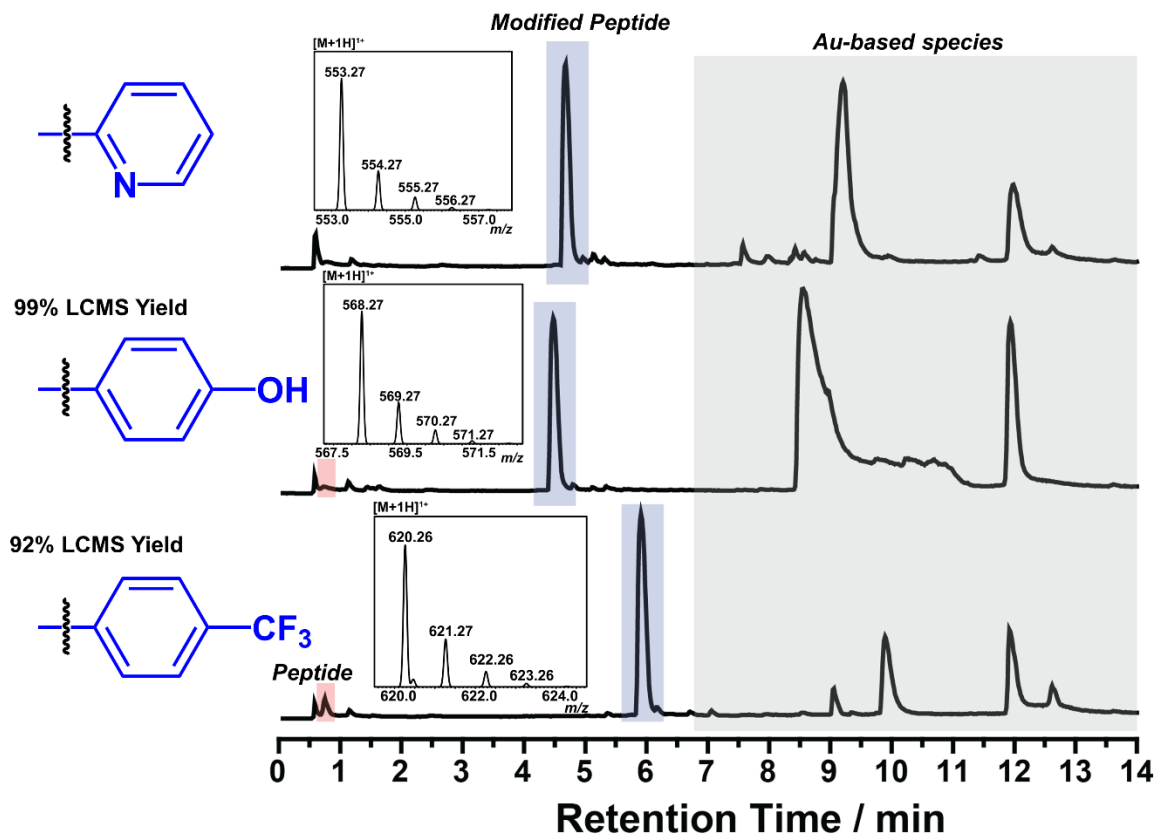 Modified Peptide
Au-based species
[M+1H]¹⁺
553.27
554.27
555.27
556.27
553.0 555.0 557.0
m/z
N
99% LCMS Yield
[M+1H]¹⁺
568.27
569.27
570.27
571.27
567.5 569.5 571.5
m/z
OH
92% LCMS Yield
[M+1H]¹⁺
620.26
621.27
622.26
623.26
620.0 622.0 624.0
m/z
CF₃
Peptide
0 1 2 3 4 5 6 7 8 9 10 11 12 13 14
Retention Time / min